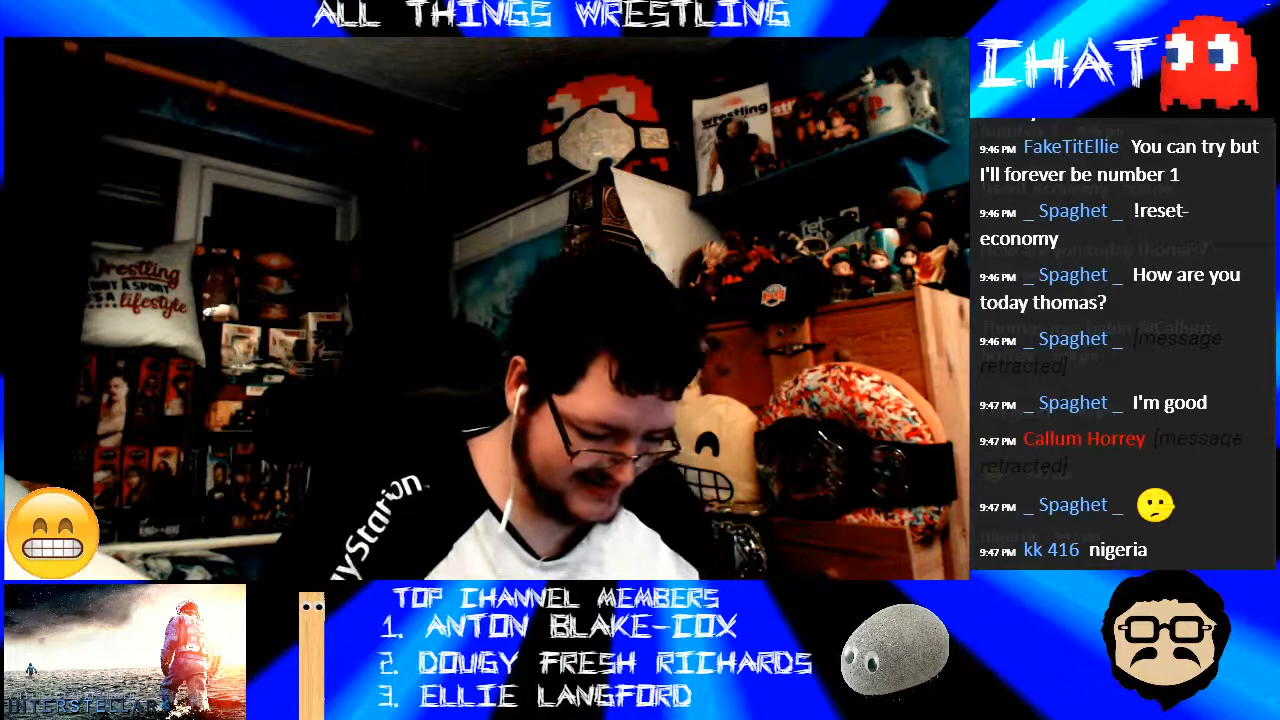 ALL THINGS WRESTLING
CHAT
9:46 PM FakeTitEllie You can try but
I'll forever be number 1
9:46 PM _ Spaghet _ !reset-
economy
9:46 PM _ Spaghet _ How are you
today thomas?
9:46 PM _ Spaghet _ [message
retracted]
9:47 PM _ Spaghet _ I'm good
9:47 PM Callum Horrey [message
retracted]
9:47 PM _ Spaghet _
9:47 PM kk 416 nigeria
wrestling
Wrestling
NOT A SPORT
IT'S A lifestyle
yStation
TOP CHANNEL MEMBERS
1. ANTON BLAKE-COX
2. DOUGY FRESH RICHARDS
3. ELLIE LANGFORD
INTERSTELLAR